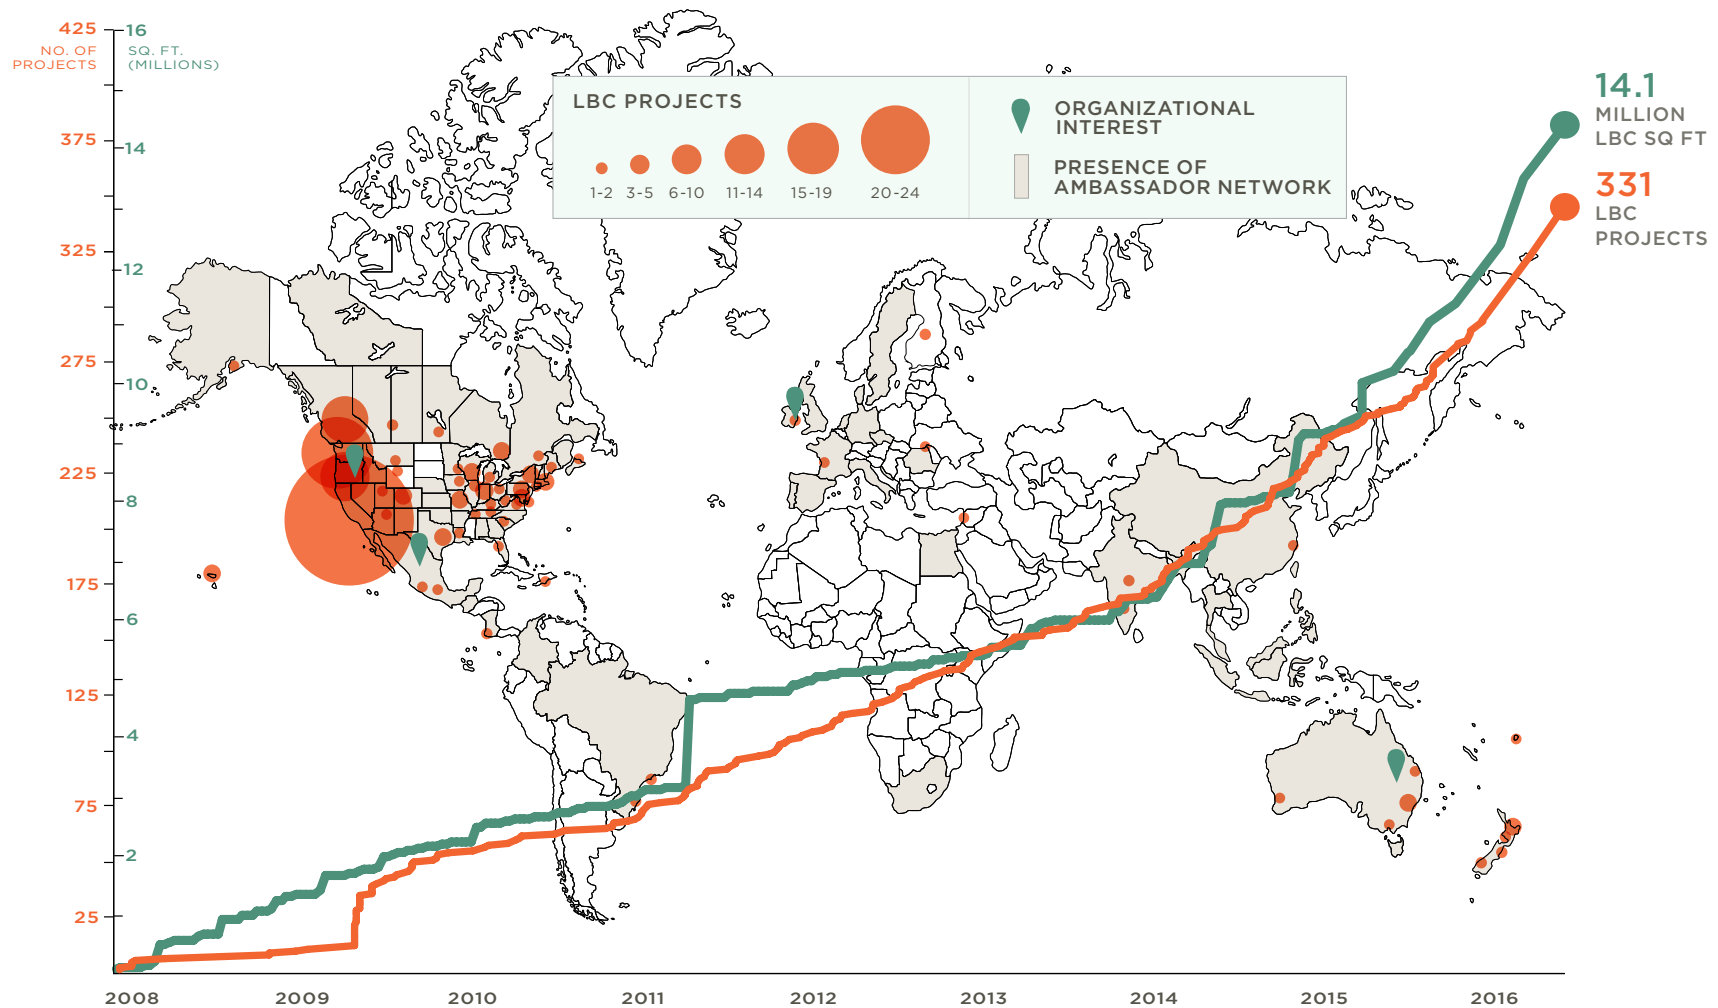 425
NO. OF
PROJECTS
375
325
275
225
175
125
75
25
16
SQ. FT.
(MILLIONS)
14
12
10
8
6
4
2
LBC PROJECTS
1-2 3-5 6-10 11-14 15-19 20-24
ORGANIZATIONAL
INTEREST
PRESENCE OF
AMBASSADOR NETWORK
14.1
MILLION
LBC SQ FT
331
LBC
PROJECTS
2008 2009 2010 2011 2012 2013 2014 2015 2016